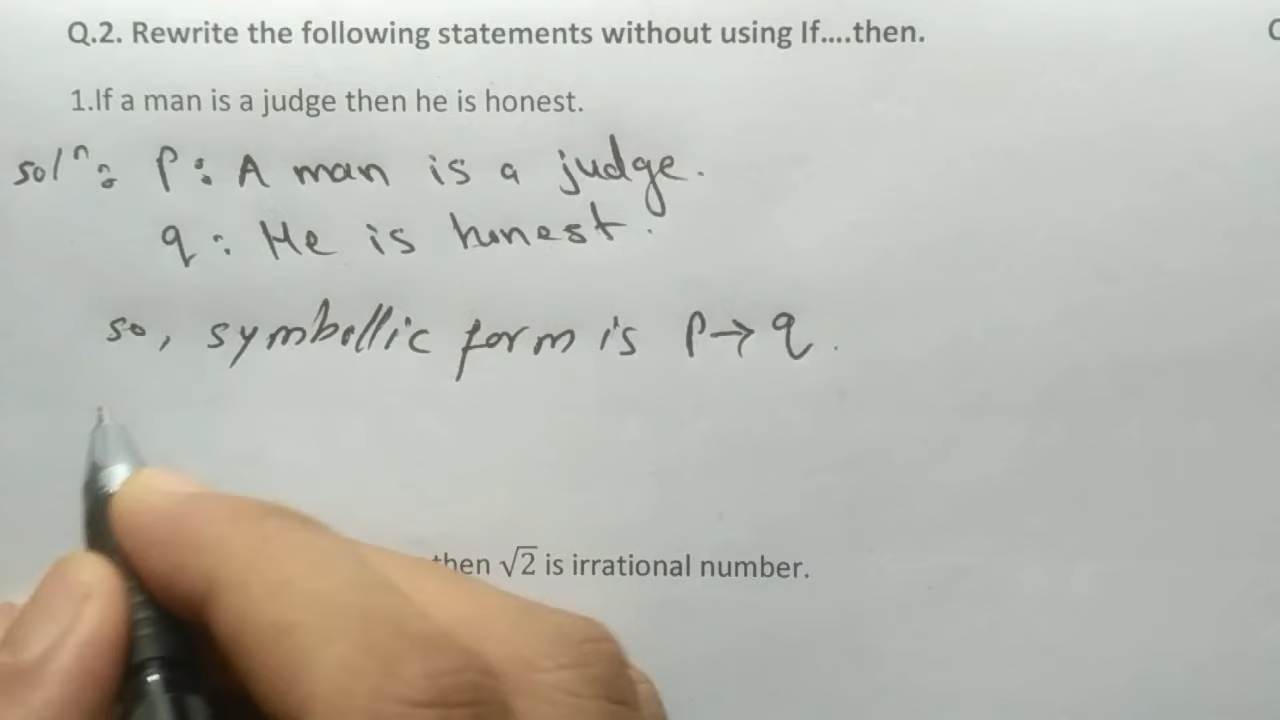 Q.2. Rewrite the following statements without using If....then.
1.If a man is a judge then he is honest.
solⁿ: p: A man is a judge.
q: He is honest.
so, symbollic form is p→q.
then √2 is irrational number.